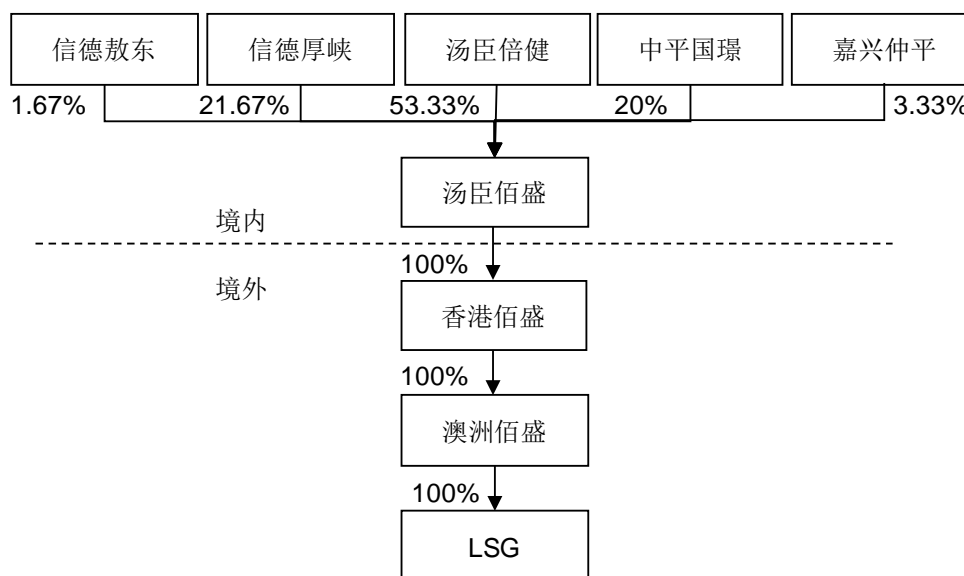 信德敖东 信德厚峡 汤臣倍健 中平国璟 嘉兴仲平
1.67% 21.67% 53.33% 20% 3.33%
汤臣佰盛
境内
100%
境外
香港佰盛
100%
澳洲佰盛
100%
LSG